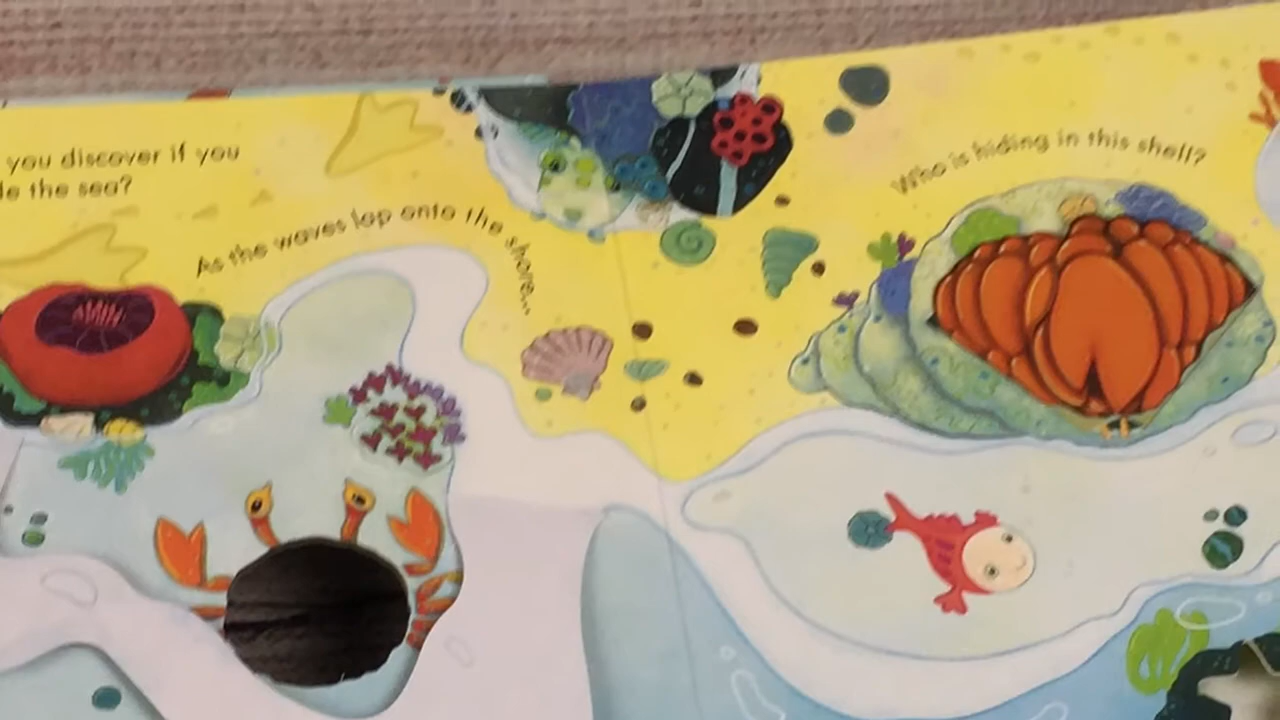 you discover if you
the sea?
As the waves lap onto the shore...
Who is hiding in this shell?